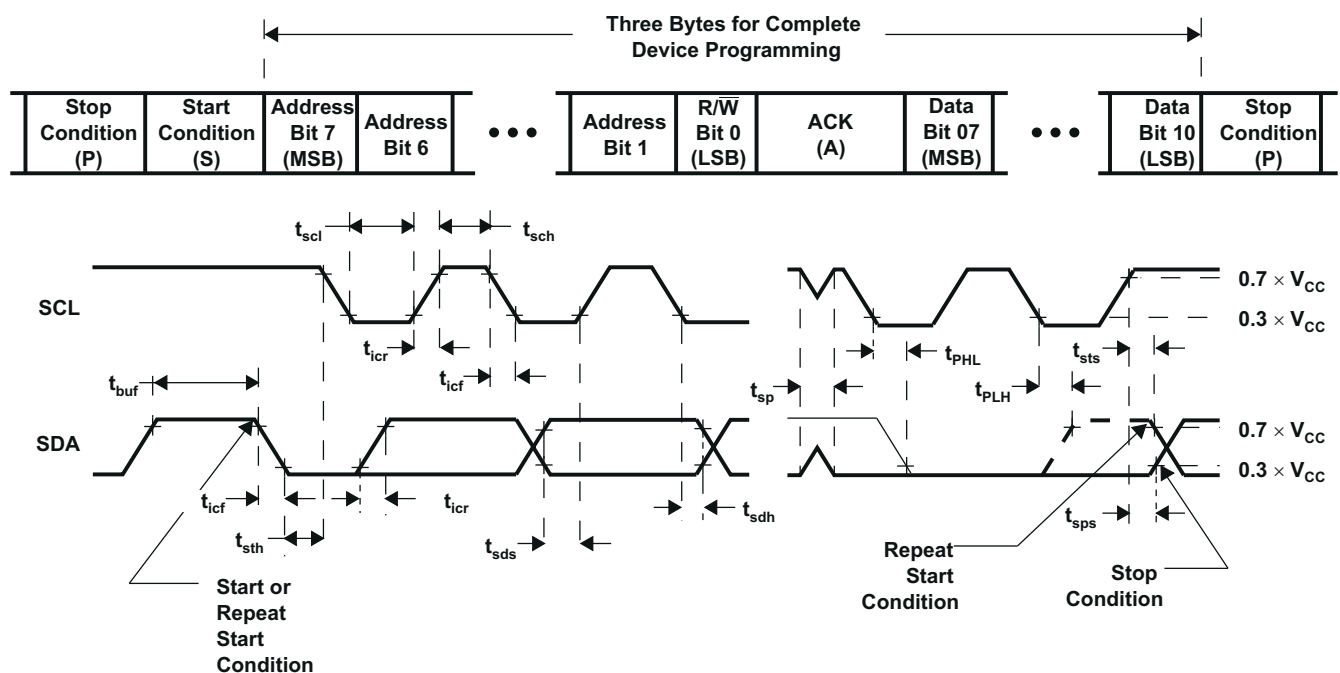 Three Bytes for Complete
Device Programming
Stop
Condition
(P)
Start
Condition
(S)
Address
Bit 7
(MSB)
Address
Bit 6
•••
Address
Bit 1
R/W̅
Bit 0
(LSB)
ACK
(A)
Data
Bit 07
(MSB)
•••
Data
Bit 10
(LSB)
Stop
Condition
(P)
tscl
tsch
SCL
0.7 × VCC
0.3 × VCC
ticr
ticf
tbuf
tsp
tPHL
tPLH
tsts
SDA
0.7 × VCC
0.3 × VCC
ticf
ticr
tsth
tsds
tsdh
tsps
Start or
Repeat
Start
Condition
Repeat
Start
Condition
Stop
Condition